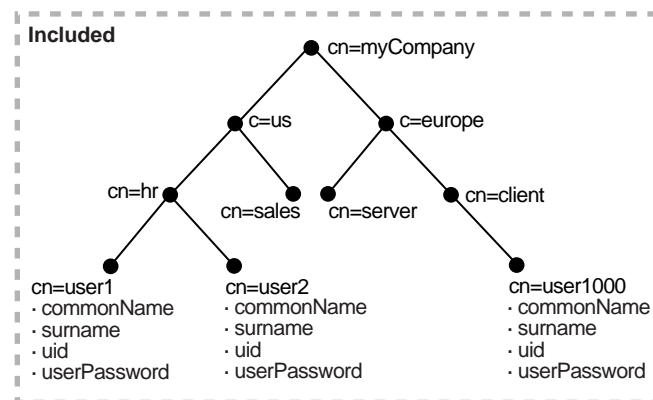 Included
cn=myCompany
c=us
c=europe
cn=hr
cn=sales
cn=server
cn=client
cn=user1
· commonName
· surname
· uid
· userPassword
cn=user2
· commonName
· surname
· uid
· userPassword
cn=user1000
· commonName
· surname
· uid
· userPassword